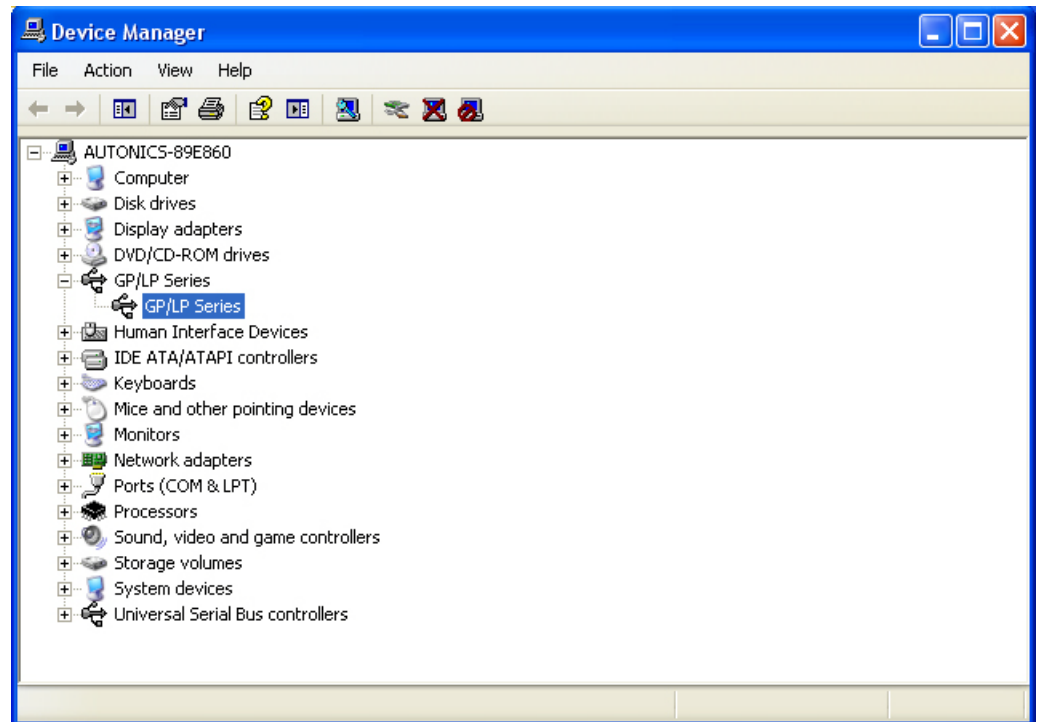 Device Manager
File Action View Help
AUTONICS-89E860
Computer
Disk drives
Display adapters
DVD/CD-ROM drives
GP/LP Series
GP/LP Series
Human Interface Devices
IDE ATA/ATAPI controllers
Keyboards
Mice and other pointing devices
Monitors
Network adapters
Ports (COM & LPT)
Processors
Sound, video and game controllers
Storage volumes
System devices
Universal Serial Bus controllers